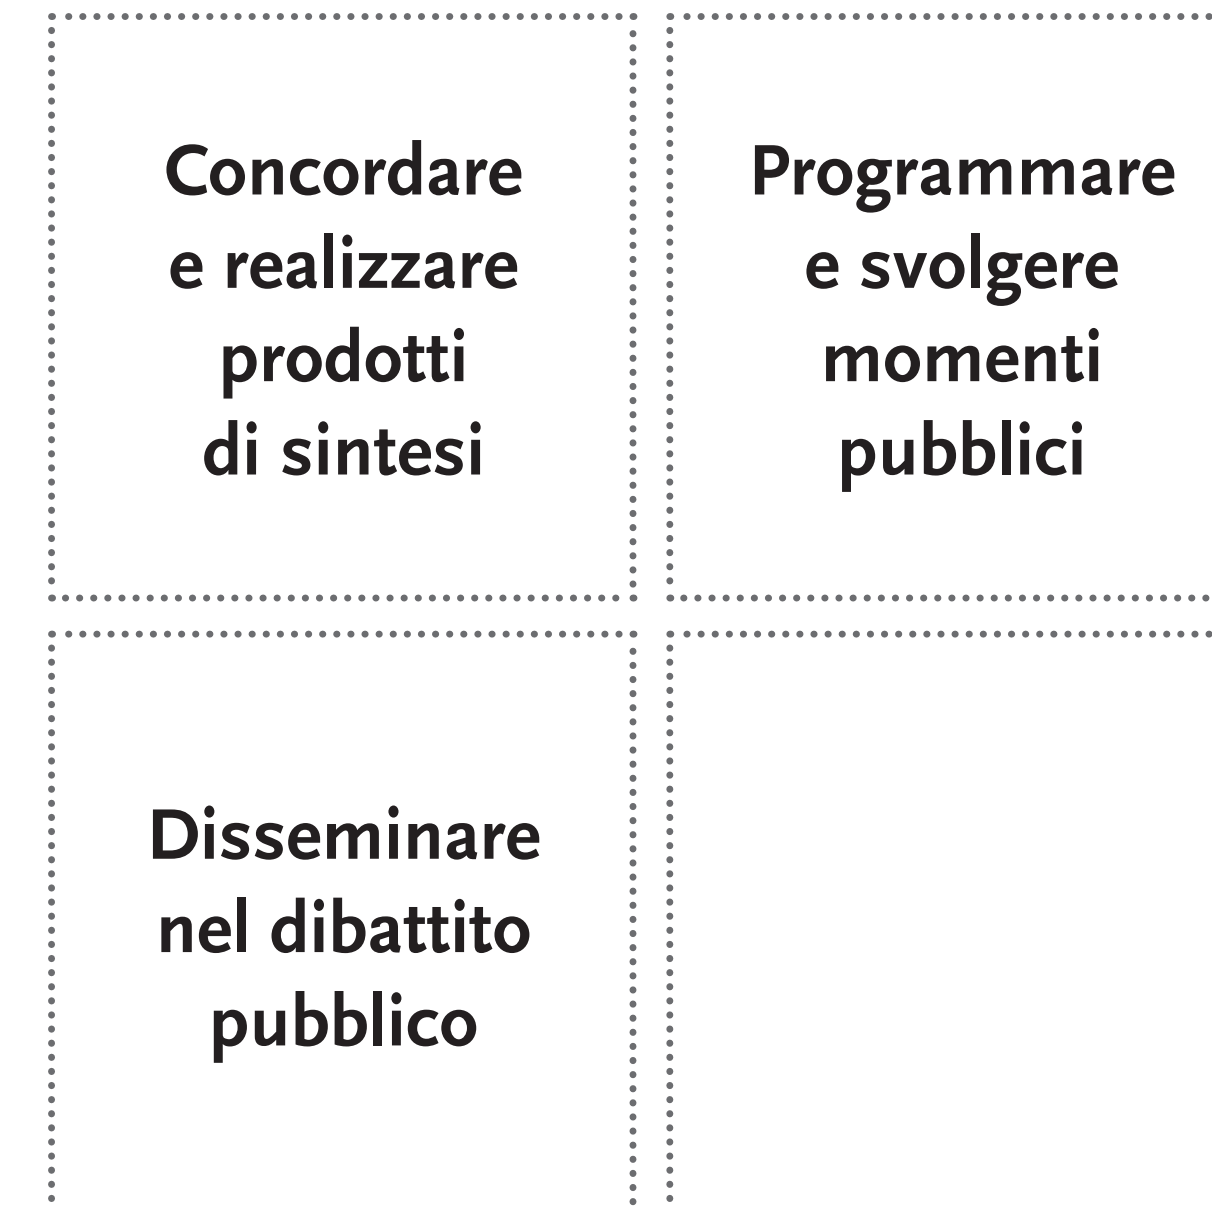 Concordare
e realizzare
prodotti
di sintesi
Programmare
e svolgere
momenti
pubblici
Disseminare
nel dibattito
pubblico